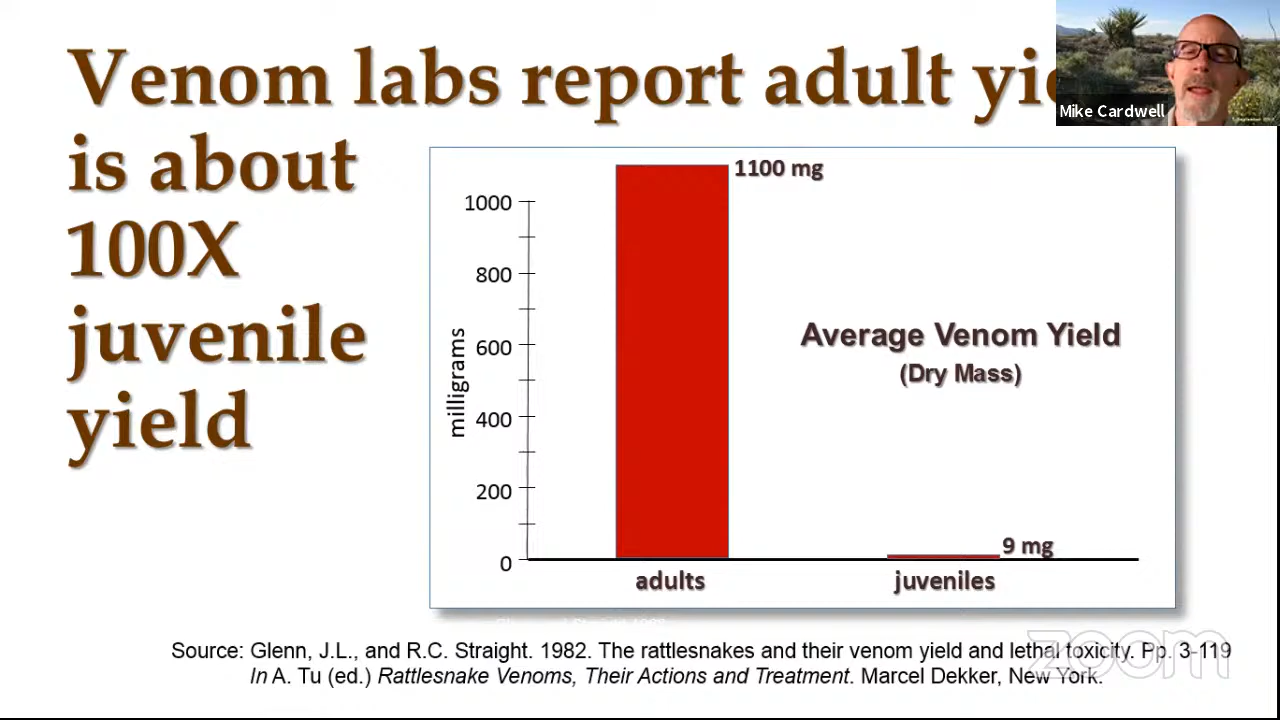 Venom labs report adult yie
Mike Cardwell
is about
100X
juvenile
yield
1100 mg
1000
800
600
400
200
0
milligrams
Average Venom Yield
(Dry Mass)
9 mg
adults
juveniles
Source: Glenn, J.L., and R.C. Straight. 1982. The rattlesnakes and their venom yield and lethal toxicity. Pp. 3-119
In A. Tu (ed.) Rattlesnake Venoms, Their Actions and Treatment. Marcel Dekker, New York.
zoom